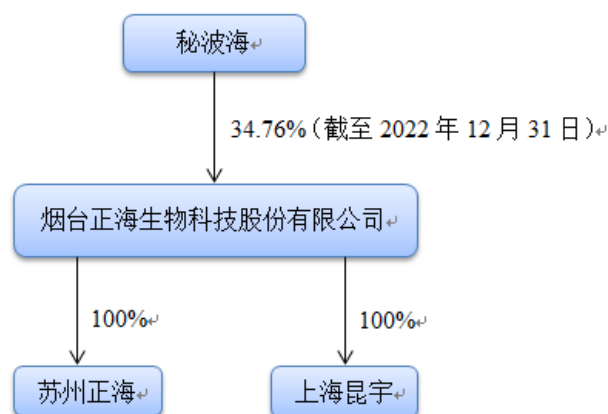 秘波海
34.76%（截至 2022 年 12 月 31 日）
烟台正海生物科技股份有限公司
100%
100%
苏州正海
上海昆宇